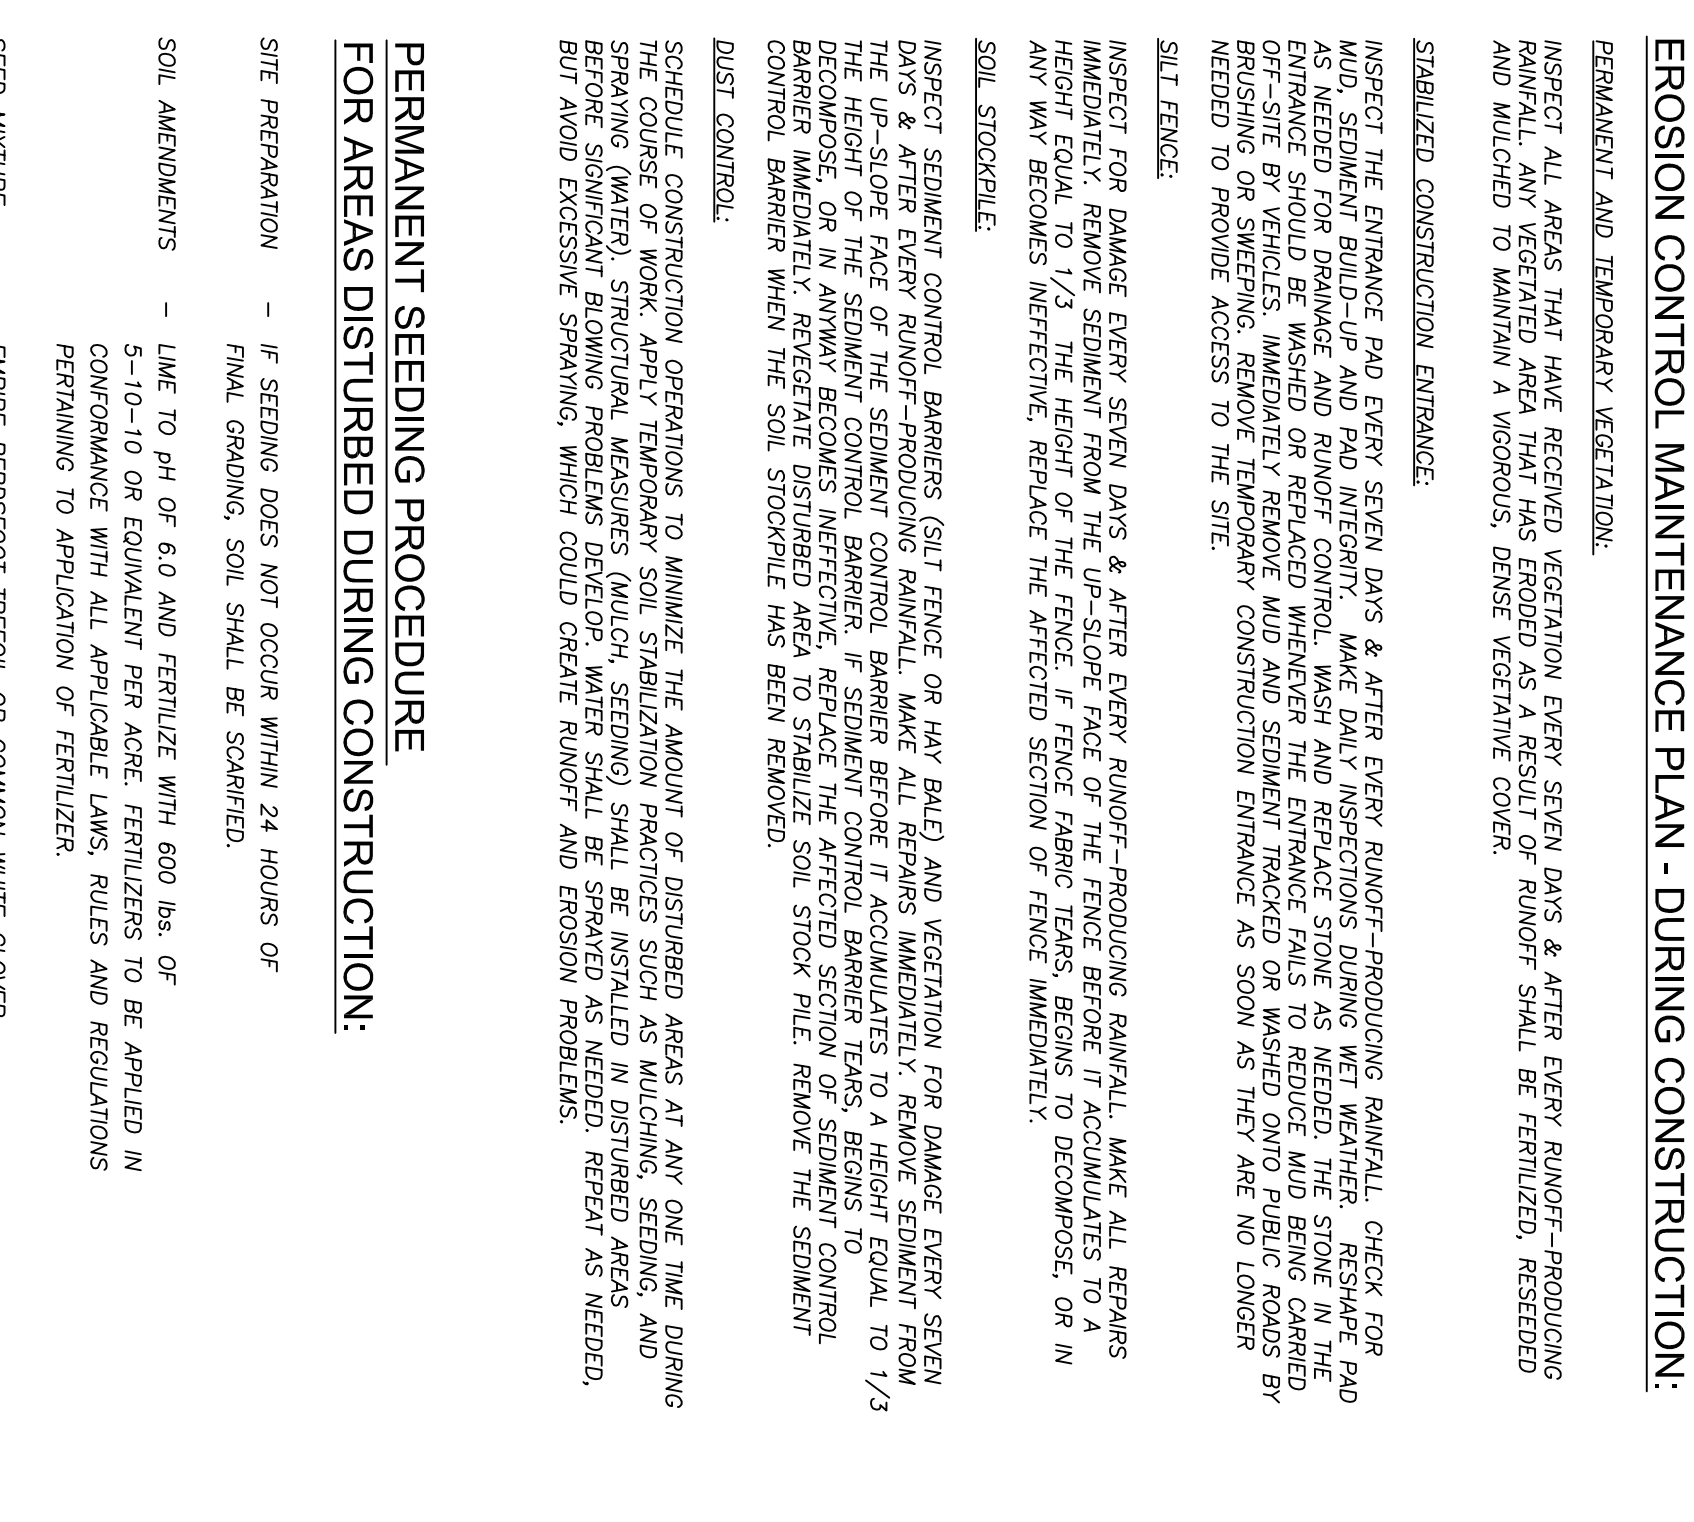 EROSION CONTROL MAINTENANCE PLAN - DURING CONSTRUCTION:
PERMANENT AND TEMPORARY VEGETATION:
INSPECT ALL AREAS THAT HAVE RECEIVED VEGETATION EVERY SEVEN DAYS & AFTER EVERY RUNOFF-PRODUCING
RAINFALL. ANY VEGETATED AREA THAT HAS ERODED AS A RESULT OF RUNOFF SHALL BE FERTILIZED, RESEEDED
AND MULCHED TO MAINTAIN A VIGOROUS, DENSE VEGETATIVE COVER.
STABILIZED CONSTRUCTION ENTRANCE:
INSPECT THE ENTRANCE PAD EVERY SEVEN DAYS & AFTER EVERY RUNOFF-PRODUCING RAINFALL. CHECK FOR
MUD, SEDIMENT BUILD-UP AND PAD INTEGRITY. MAKE DAILY INSPECTIONS DURING WET WEATHER. RESHAPE PAD
AS NEEDED FOR DRAINAGE AND RUNOFF CONTROL. WASH AND REPLACE STONE AS NEEDED. THE STONE IN THE
ENTRANCE SHOULD BE WASHED OR REPLACED WHENEVER THE ENTRANCE FAILS TO REDUCE MUD BEING CARRIED
OFF-SITE BY VEHICLES. IMMEDIATELY REMOVE MUD AND SEDIMENT TRACKED OR WASHED ONTO PUBLIC ROADS BY
BRUSHING OR SWEEPING. REMOVE TEMPORARY CONSTRUCTION ENTRANCE AS SOON AS THEY ARE NO LONGER
NEEDED TO PROVIDE ACCESS TO THE SITE.
SILT FENCE:
INSPECT FOR DAMAGE EVERY SEVEN DAYS & AFTER EVERY RUNOFF-PRODUCING RAINFALL. MAKE ALL REPAIRS
IMMEDIATELY. REMOVE SEDIMENT FROM THE UP-SLOPE FACE OF THE FENCE BEFORE IT ACCUMULATES TO A
HEIGHT EQUAL TO 1/3 THE HEIGHT OF THE FENCE. IF FENCE FABRIC TEARS, BEGINS TO DECOMPOSE, OR IN
ANY WAY BECOMES INEFFECTIVE, REPLACE THE AFFECTED SECTION OF FENCE IMMEDIATELY.
SOIL STOCKPILE:
INSPECT SEDIMENT CONTROL BARRIERS (SILT FENCE OR HAY BALE) AND VEGETATION FOR DAMAGE EVERY SEVEN
DAYS & AFTER EVERY RUNOFF-PRODUCING RAINFALL. MAKE ALL REPAIRS IMMEDIATELY. REMOVE SEDIMENT FROM
THE UP-SLOPE FACE OF THE SEDIMENT CONTROL BARRIER BEFORE IT ACCUMULATES TO A HEIGHT EQUAL TO 1/3
THE HEIGHT OF THE SEDIMENT CONTROL BARRIER. IF SEDIMENT CONTROL BARRIER TEARS, BEGINS TO
DECOMPOSE, OR IN ANYWAY BECOMES INEFFECTIVE, REPLACE THE AFFECTED SECTION OF SEDIMENT CONTROL
BARRIER IMMEDIATELY. REVEGETATE DISTURBED AREA TO STABILIZE SOIL STOCK PILE. REMOVE THE SEDIMENT
CONTROL BARRIER WHEN THE SOIL STOCKPILE HAS BEEN REMOVED.
DUST CONTROL:
SCHEDULE CONSTRUCTION OPERATIONS TO MINIMIZE THE AMOUNT OF DISTURBED AREAS AT ANY ONE TIME DURING
THE COURSE OF WORK. APPLY TEMPORARY SOIL STABILIZATION PRACTICES SUCH AS MULCHING, SEEDING, AND
SPRAYING (WATER). STRUCTURAL MEASURES (MULCH, SEEDING) SHALL BE INSTALLED IN DISTURBED AREAS
BEFORE SIGNIFICANT BLOWING PROBLEMS DEVELOP. WATER SHALL BE SPRAYED AS NEEDED. REPEAT AS NEEDED,
BUT AVOID EXCESSIVE SPRAYING, WHICH COULD CREATE RUNOFF AND EROSION PROBLEMS.
PERMANENT SEEDING PROCEDURE
FOR AREAS DISTURBED DURING CONSTRUCTION:
SITE PREPARATION - IF SEEDING DOES NOT OCCUR WITHIN 24 HOURS OF
FINAL GRADING, SOIL SHALL BE SCARIFIED.
SOIL AMENDMENTS - LIME TO pH OF 6.0 AND FERTILIZE WITH 600 lbs. OF
5-10-10 OR EQUIVALENT PER ACRE. FERTILIZERS TO BE APPLIED IN
CONFORMANCE WITH ALL APPLICABLE LAWS, RULES AND REGULATIONS
PERTAINING TO APPLICATION OF FERTILIZER.